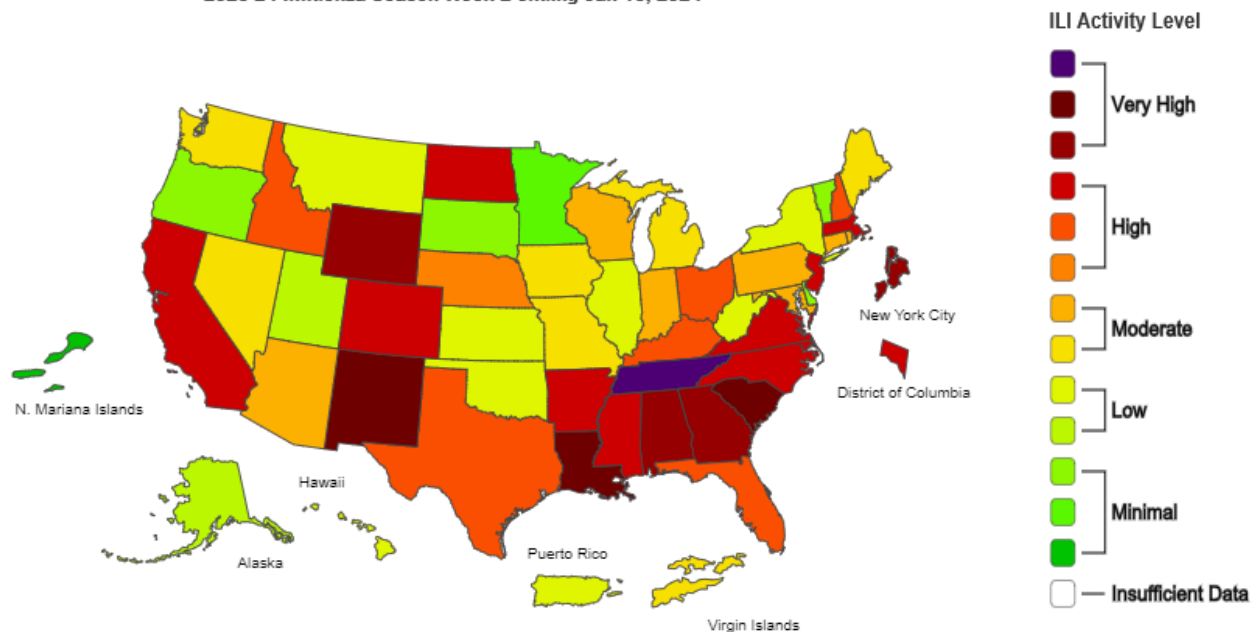 ILI Activity Level
Very High
High
Moderate
Low
Minimal
Insufficient Data
New York City
District of Columbia
N. Mariana Islands
Hawaii
Alaska
Puerto Rico
Virgin Islands